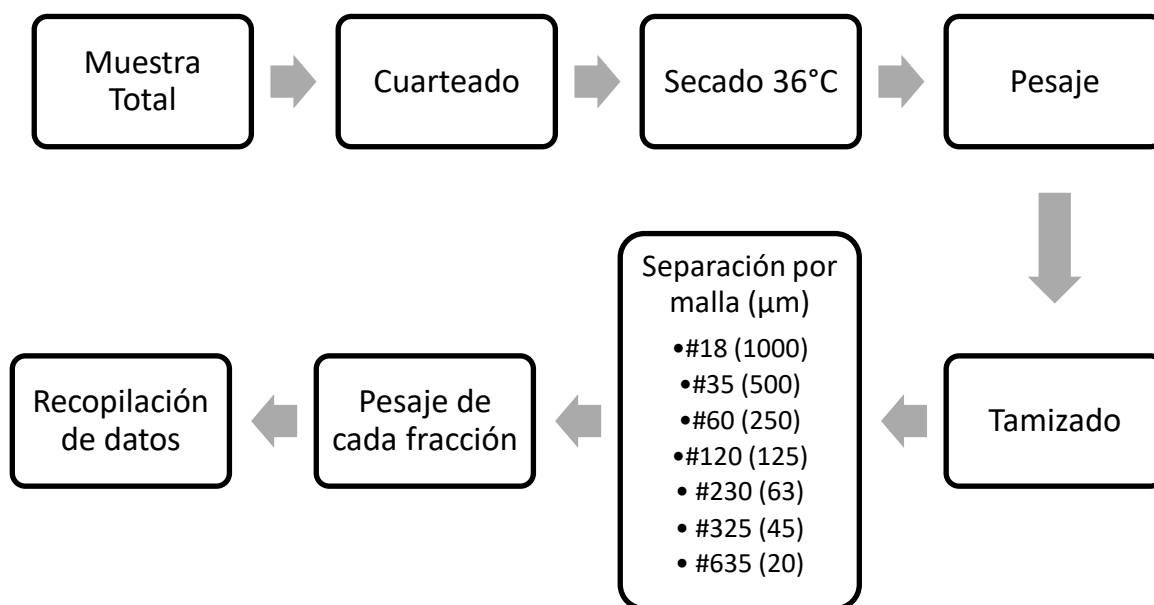 Muestra
Total
Cuarteado
Secado 36°C
Pesaje
Tamizado
Separación por
malla (µm)
•#18 (1000)
•#35 (500)
•#60 (250)
•#120 (125)
• #230 (63)
• #325 (45)
• #635 (20)
Pesaje de
cada fracción
Recopilación
de datos